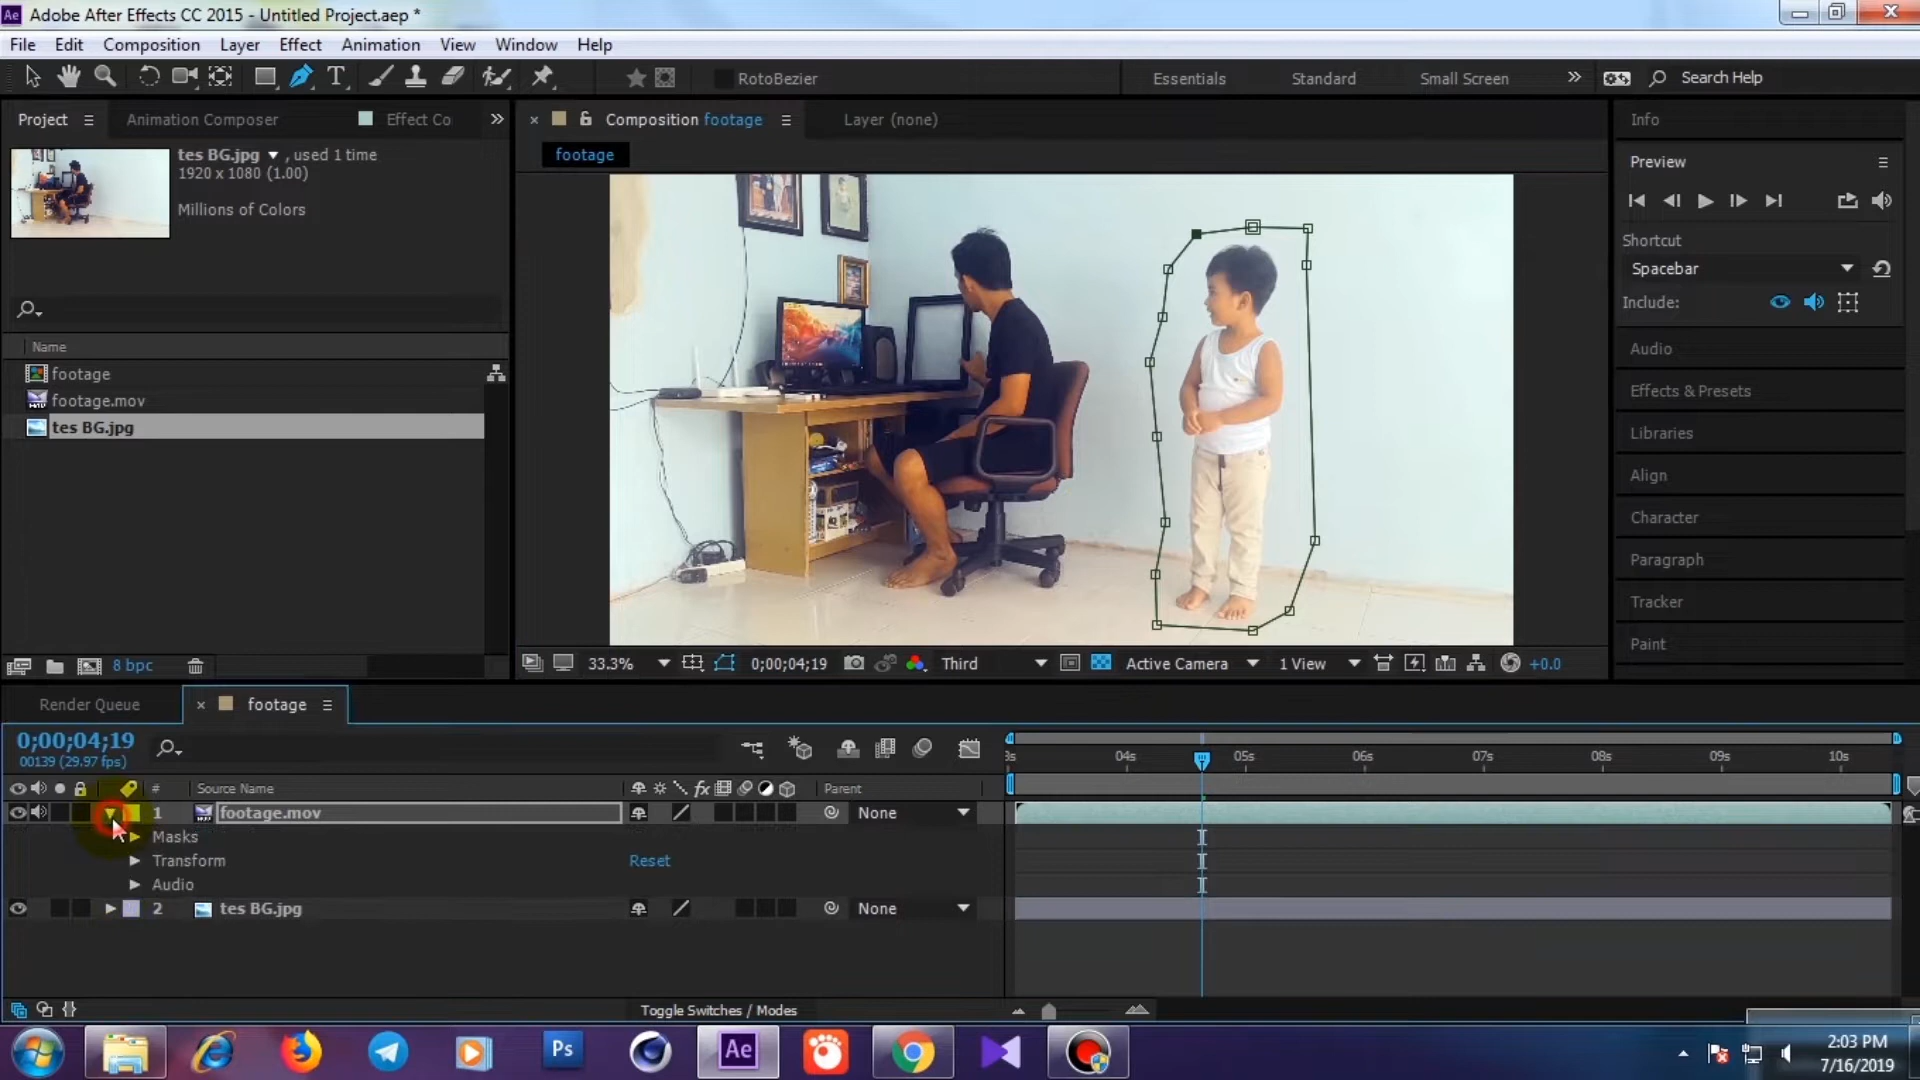 Ae Adobe After Effects CC 2015 - Untitled Project.aep *
File Edit Composition Layer Effect Animation View Window Help
T RotoBezier Essentials Standard Small Screen Search Help
Project Animation Composer Effect Co
Composition footage Layer (none)
footage
tes BG.jpg , used 1 time
1920 x 1080 (1.00)
Millions of Colors
Name
footage
footage.mov
tes BG.jpg
8 bpc
33.3% 0;00;04;19 Third Active Camera 1 View +0.0
Info
Preview
Shortcut
Spacebar
Include:
Audio
Effects & Presets
Libraries
Align
Character
Paragraph
Tracker
Paint
Render Queue footage
0;00;04;19
00139 (29.97 fps)
04s 05s 06s 07s 08s 09s 10s
# Source Name fx Parent
1 footage.mov None
Masks
Transform Reset
Audio
2 tes BG.jpg None
Toggle Switches / Modes
Ps Ae
2:03 PM
7/16/2019